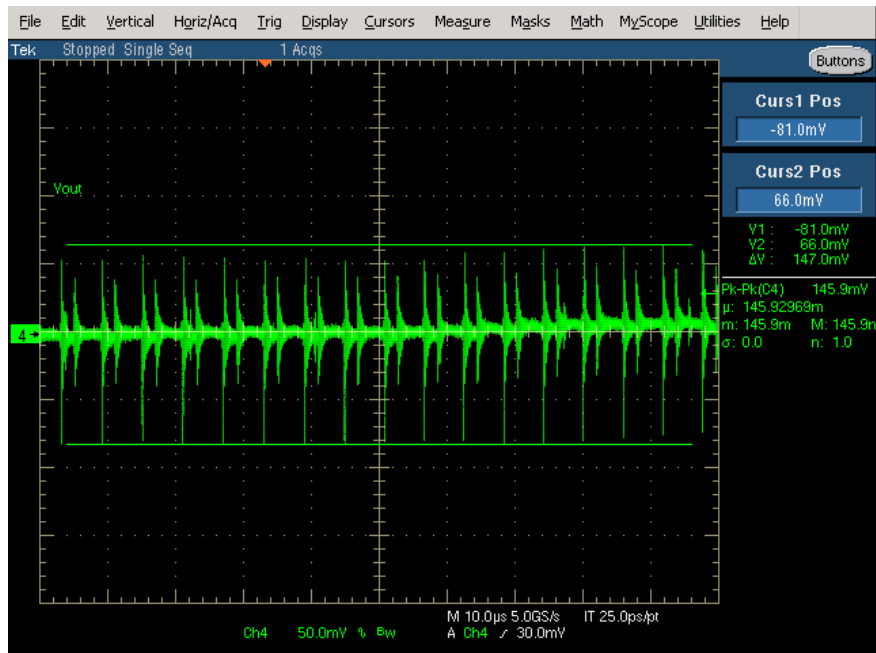 File Edit Vertical Horiz/Acq Trig Display Cursors Measure Masks Math MyScope Utilities Help
Tek Stopped Single Seq 1 Acqs
Buttons
Curs1 Pos
-81.0mV
Curs2 Pos
66.0mV
Vout
V1 : -81.0mV
V2 : 66.0mV
ΔV : 147.0mV
Pk-Pk(C4) 145.9mV
µ: 145.92969m
m: 145.9m M: 145.9m
σ: 0.0 n: 1.0
4
M 10.0µs 5.0GS/s IT 25.0ps/pt
Ch4 50.0mV ∿ Bw A Ch4 ∕ 30.0mV